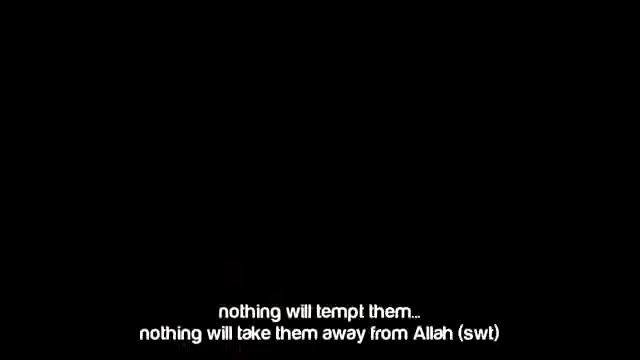 nothing will tempt them...
nothing will take them away from Allah (swt)